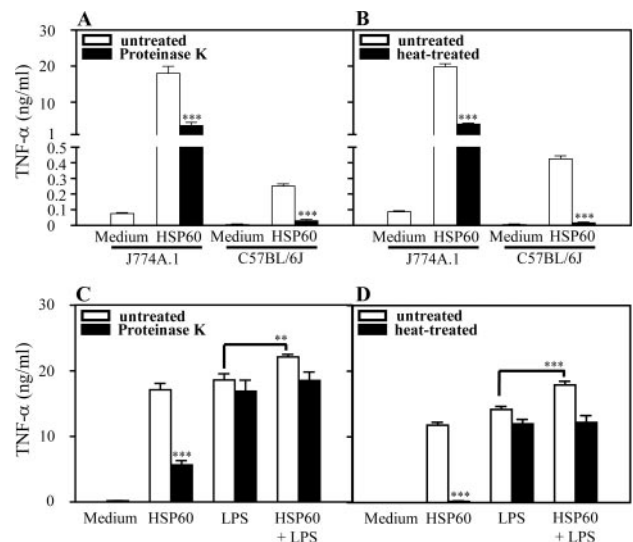 A
B
untreated
Proteinase K
untreated
heat-treated
TNF-α (ng/ml)
30
20
10
1
0.5
0.4
0.3
0.2
0.1
0
***
***
***
***
Medium HSP60 Medium HSP60 Medium HSP60 Medium HSP60
J774A.1 C57BL/6J J774A.1 C57BL/6J
C
D
untreated
Proteinase K
untreated
heat-treated
TNF-α (ng/ml)
30
20
10
0
**
***
***
***
Medium HSP60 LPS HSP60 Medium HSP60 LPS HSP60
+ LPS + LPS